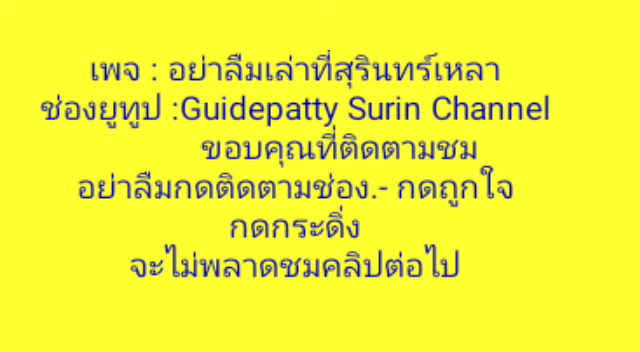 เพจ : อย่าลืมเล่าที่สุรินทร์เหลา
ช่องยูทูป :Guidepatty Surin Channel
ขอบคุณที่ติดตามชม
อย่าลืมกดติดตามช่อง.- กดถูกใจ
กดกระดิ่ง
จะไม่พลาดชมคลิปต่อไป